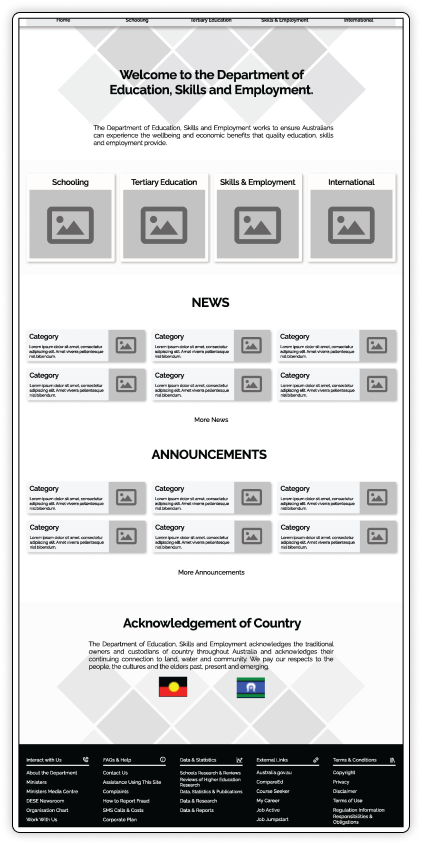 Home Schooling Tertiary Education Skills & Employment International
Welcome to the Department of
Education, Skills and Employment.
The Department of Education, Skills and Employment works to ensure Australians
can experience the wellbeing and economic benefits that quality education, skills
and employment provide.
Schooling Tertiary Education Skills & Employment International
NEWS
Category Category Category
Lorem ipsum dolor sit amet, consectetur Lorem ipsum dolor sit amet, consectetur Lorem ipsum dolor sit amet, consectetur
adipiscing elit. Amet viverra pellentesque adipiscing elit. Amet viverra pellentesque adipiscing elit. Amet viverra pellentesque
nisl bibendum. nisl bibendum. nisl bibendum.
Category Category Category
Lorem ipsum dolor sit amet, consectetur Lorem ipsum dolor sit amet, consectetur Lorem ipsum dolor sit amet, consectetur
adipiscing elit. Amet viverra pellentesque adipiscing elit. Amet viverra pellentesque adipiscing elit. Amet viverra pellentesque
nisl bibendum. nisl bibendum. nisl bibendum.
More News
ANNOUNCEMENTS
Category Category Category
Lorem ipsum dolor sit amet, consectetur Lorem ipsum dolor sit amet, consectetur Lorem ipsum dolor sit amet, consectetur
adipiscing elit. Amet viverra pellentesque adipiscing elit. Amet viverra pellentesque adipiscing elit. Amet viverra pellentesque
nisl bibendum. nisl bibendum. nisl bibendum.
Category Category Category
Lorem ipsum dolor sit amet, consectetur Lorem ipsum dolor sit amet, consectetur Lorem ipsum dolor sit amet, consectetur
adipiscing elit. Amet viverra pellentesque adipiscing elit. Amet viverra pellentesque adipiscing elit. Amet viverra pellentesque
nisl bibendum. nisl bibendum. nisl bibendum.
More Announcements
Acknowledgement of Country
The Department of Education, Skills and Employment acknowledges the traditional
owners and custodians of country throughout Australia and acknowledges their
continuing connection to land, water and community. We pay our respects to the
people, the cultures and the elders past, present and emerging.
Interact with Us
About the Department
Ministers
Ministers Media Centre
DESE Newsroom
Organisation Chart
Work With Us
FAQs & Help
Contact Us
Assistance Using This Site
Complaints
How to Report Fraud
SMS Calls & Costs
Corporate Plan
Data & Statistics
Schools Research & Reviews
Reviews of Higher Education
Research
Data, Statistics & Publications
Data & Research
Data & Reports
External Links
Australia.gov.au
CompareEd
Course Seeker
My Career
Job Active
Job Jumpstart
Terms & Conditions
Copyright
Privacy
Disclaimer
Terms of Use
Regulation Information
Responsibilities &
Obligations